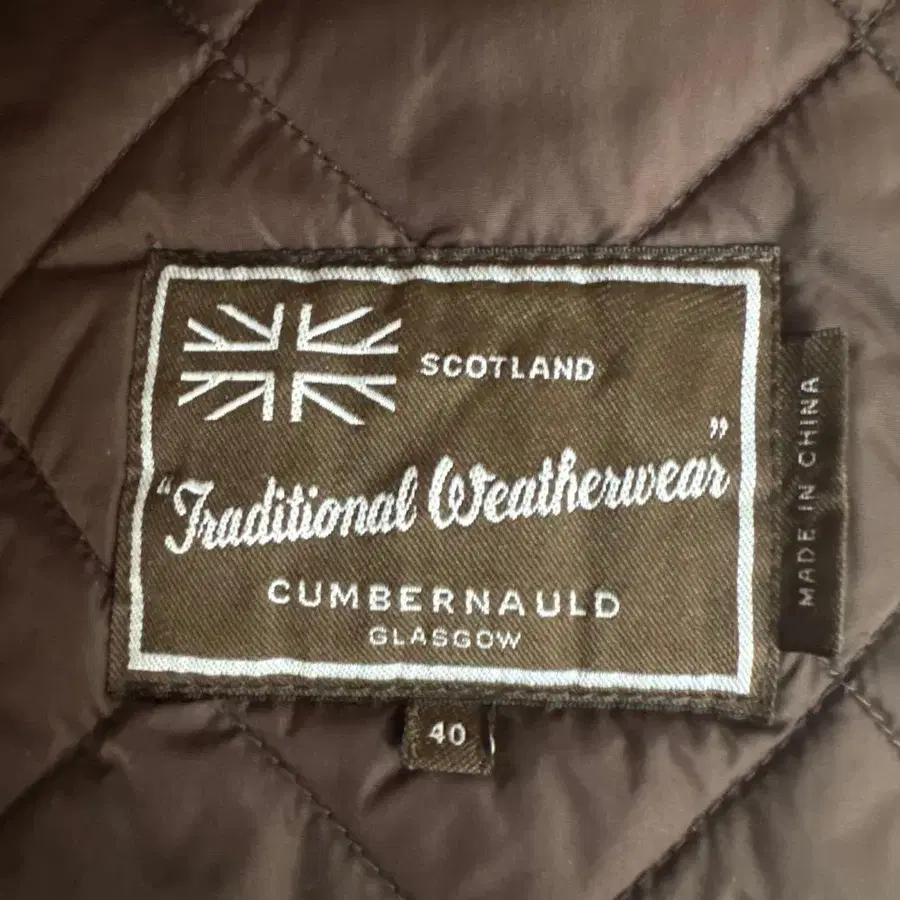 SCOTLAND
"Traditional Weatherwear"
CUMBERNAULD
GLASGOW
40
MADE IN CHINA